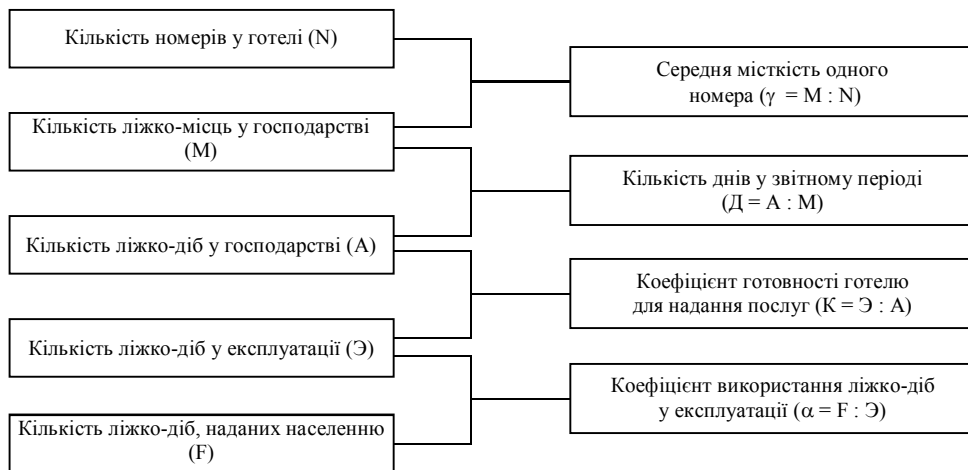 Кількість номерів у готелі (N)
Кількість ліжко-місць у господарстві
(М)
Кількість ліжко-діб у господарстві (А)
Кількість ліжко-діб у експлуатації (Э)
Кількість ліжко-діб, наданих населенню
(F)
Середня місткість одного
номера (γ = М : N)
Кількість днів у звітному періоді
(Д = А : М)
Коефіцієнт готовності готелю
для надання послуг (К = Э : А)
Коефіцієнт використання ліжко-діб
у експлуатації (α = F : Э)